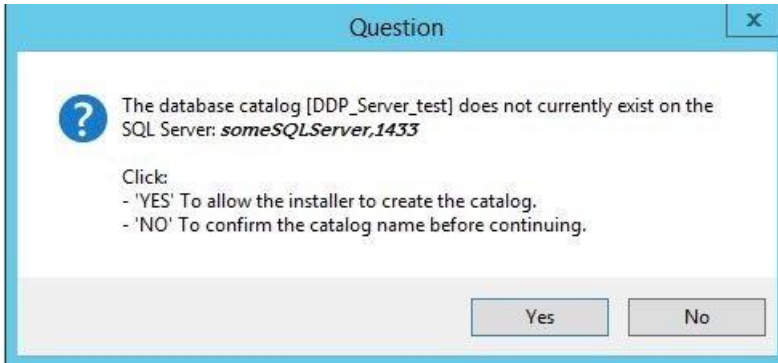 Question
x
?
The database catalog [DDP_Server_test] does not currently exist on the
SQL Server: someSQLServer,1433
Click:
- 'YES' To allow the installer to create the catalog.
- 'NO' To confirm the catalog name before continuing.
Yes
No